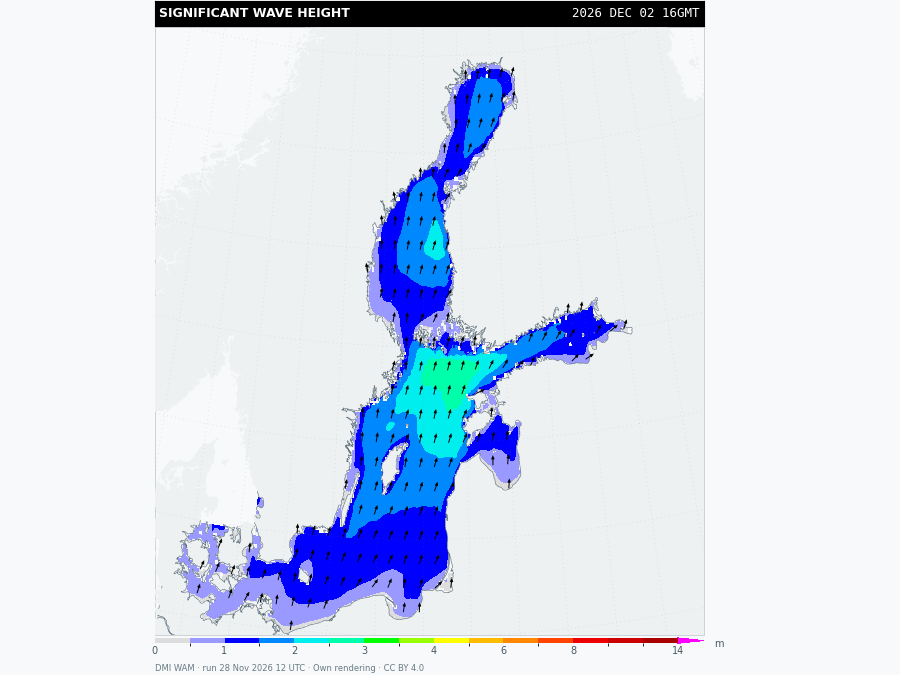 SIGNIFICANT WAVE HEIGHT 2026 DEC 02 16GMT
0 1 2 3 4 6 8 14 m
DMI WAM · run 28 Nov 2026 12 UTC · Own rendering · CC BY 4.0